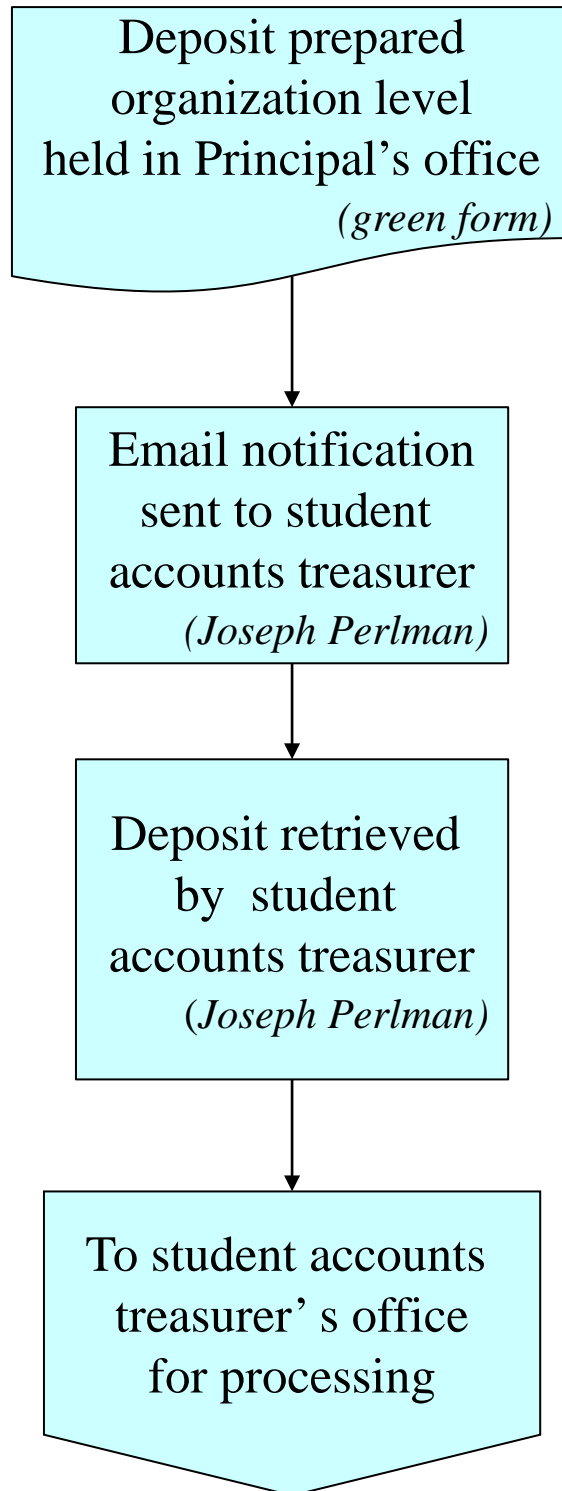 Deposit prepared
organization level
held in Principal’s office
(green form)
Email notification
sent to student
accounts treasurer
(Joseph Perlman)
Deposit retrieved
by  student
accounts treasurer
(Joseph Perlman)
To student accounts
treasurer’ s office
for processing